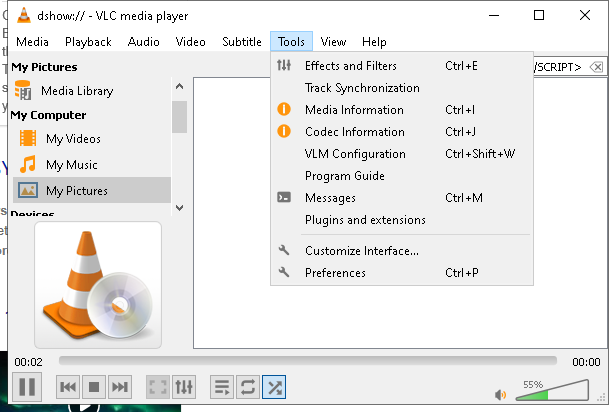 dshow:// - VLC media player
Media Playback Audio Video Subtitle Tools View Help
My Pictures
Media Library
My Computer
My Videos
My Music
My Pictures
Devices
Effects and Filters Ctrl+E
Track Synchronization
Media Information Ctrl+I
Codec Information Ctrl+J
VLM Configuration Ctrl+Shift+W
Program Guide
Messages Ctrl+M
Plugins and extensions
Customize Interface...
Preferences Ctrl+P
/SCRIPT>
00:02 00:00
55%